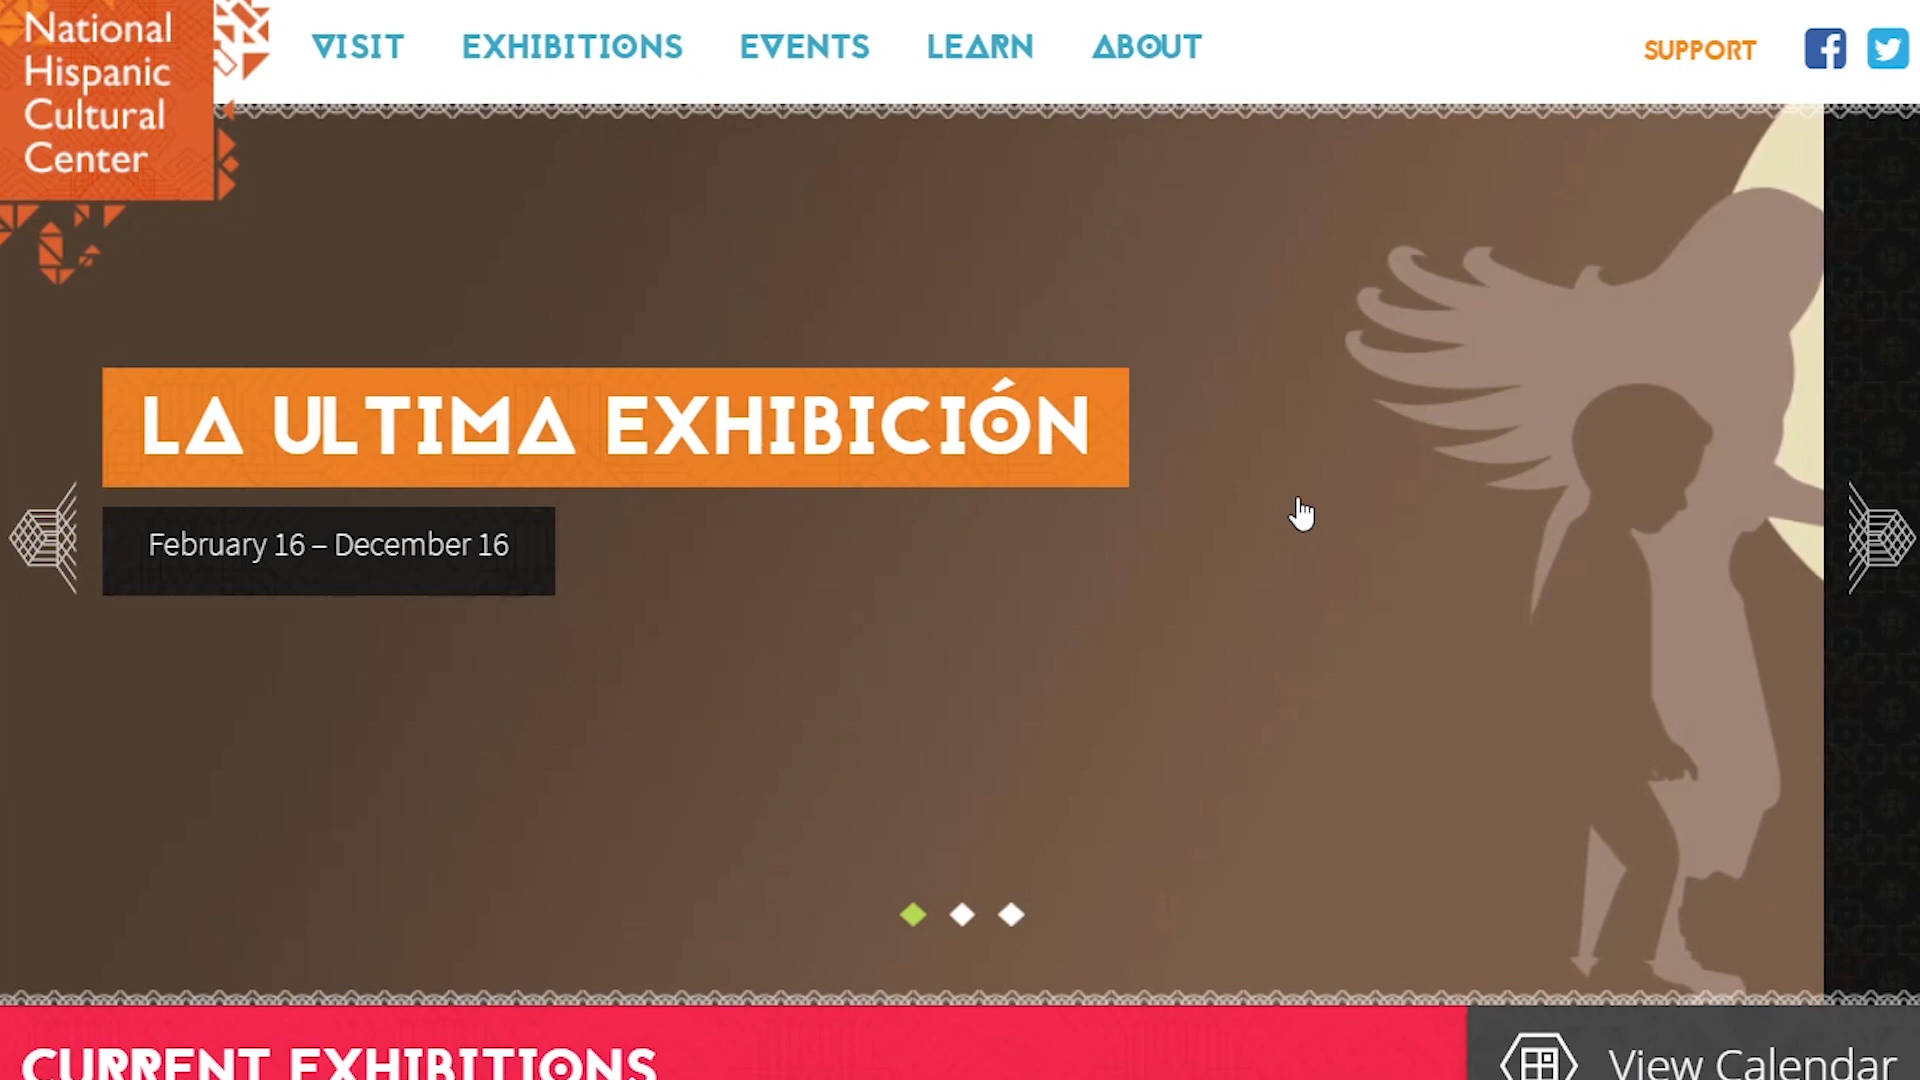 National
Hispanic
Cultural
Center
VISIT
EXHIBITIONS
EVENTS
LEARN
ABOUT
SUPPORT
LA ULTIMA EXHIBICIÓN
February 16 – December 16
CURRENT EXHIBITIONS
View Calendar